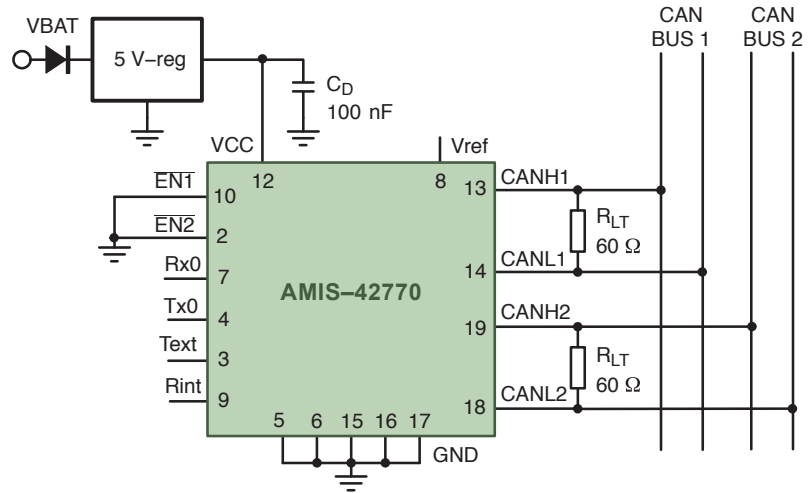 VBAT
5 V–reg
C_D
100 nF
CAN
BUS 1
CAN
BUS 2
VCC
Vref
12
8
EN1
10
EN2
2
Rx0
7
Tx0
4
Text
3
Rint
9
AMIS–42770
13
CANH1
R_LT
60 Ω
14
CANL1
19
CANH2
R_LT
60 Ω
18
CANL2
5 6 15 16 17
GND